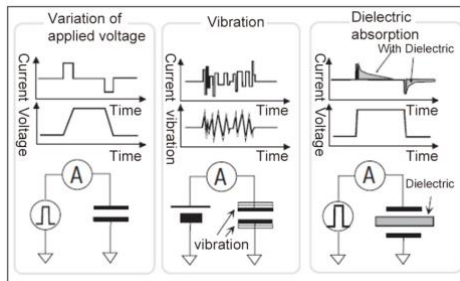 Variation of
applied voltage
Current
Time
Voltage
Time
A
Vibration
Current
Time
vibration
Time
A
vibration
Dielectric
absorption
With Dielectric
Current
Time
Voltage
Time
A
Dielectric